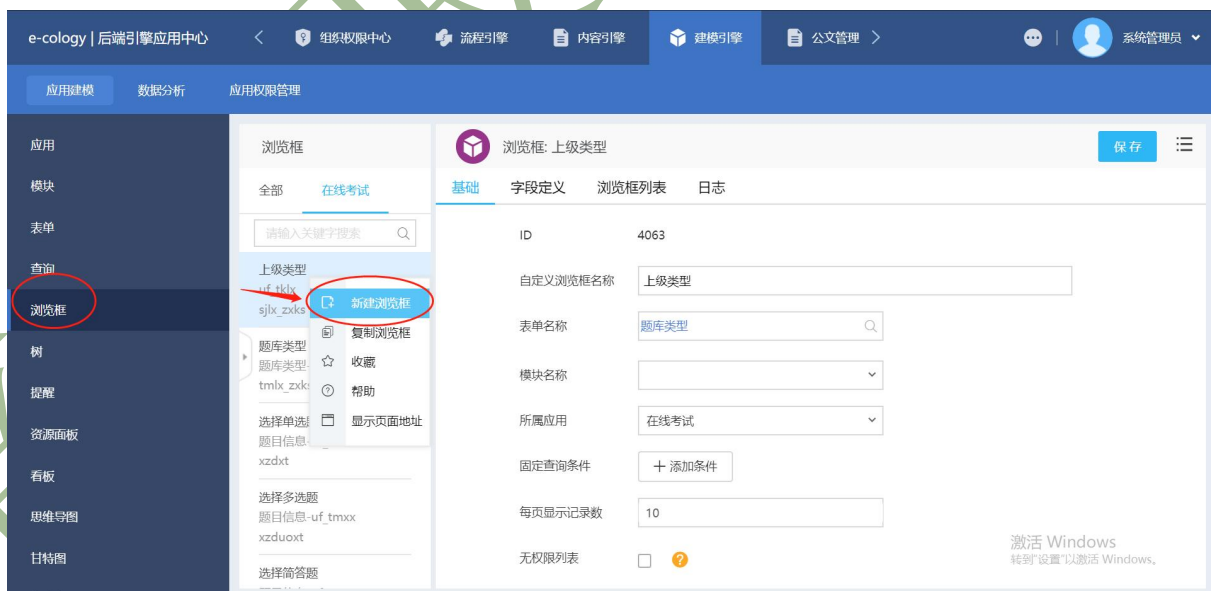 e-cology | 后端引擎应用中心 组织权限中心 流程引擎 内容引擎 建模引擎 公文管理 系统管理员
应用建模 数据分析 应用权限管理
应用
模块
表单
查询
浏览框
树
提醒
资源面板
看板
思维导图
甘特图
浏览框
全部 在线考试
请输入关键字搜索
上级类型
uf_tklx
sjlx_zxks
题库类型
题库类型
tmlx_zxks
选择单选
题目信息
xzdxt
选择多选题
题目信息-uf_tmxx
xzduoxt
选择简答题
新建浏览框
复制浏览框
收藏
帮助
显示页面地址
浏览框: 上级类型 保存
基础 字段定义 浏览框列表 日志
ID 4063
自定义浏览框名称 上级类型
表单名称 题库类型
模块名称
所属应用 在线考试
固定查询条件 添加条件
每页显示记录数 10
无权限列表
激活 Windows
转到"设置"以激活 Windows。